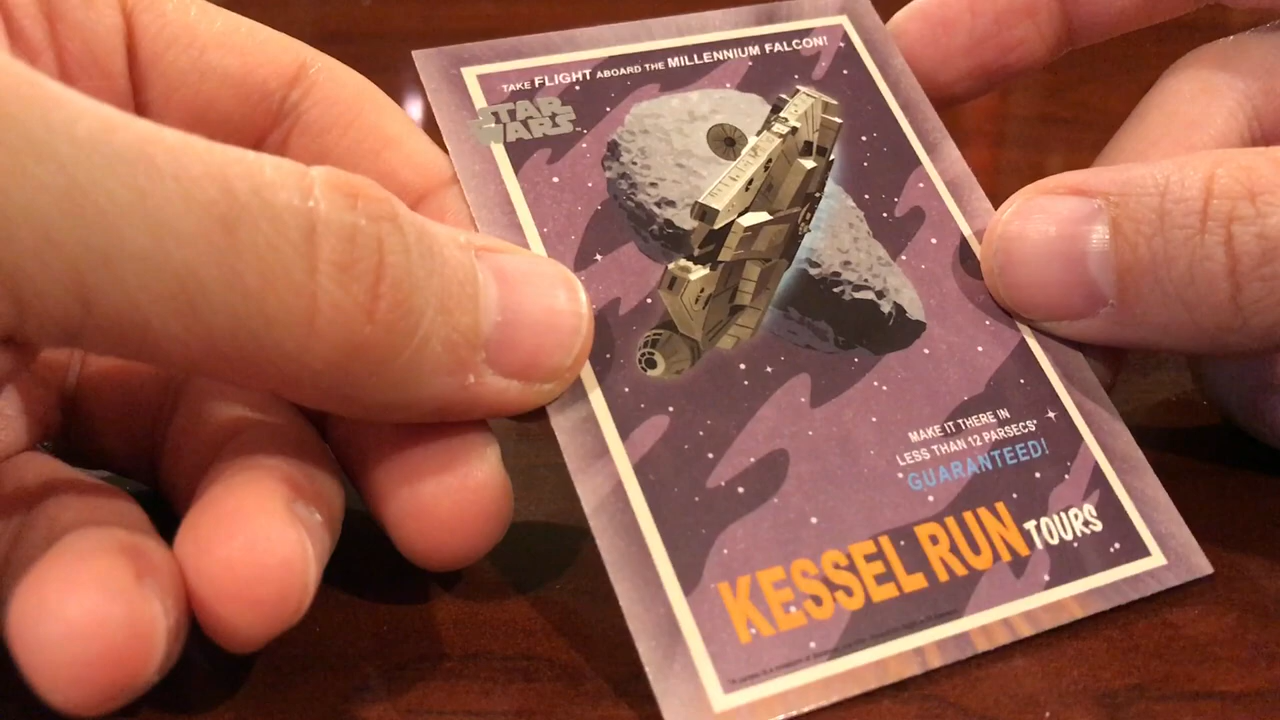 TAKE FLIGHT ABOARD THE MILLENNIUM FALCON!
STAR
WARS
MAKE IT THERE IN
LESS THAN 12 PARSECS*
GUARANTEED!
KESSEL RUN TOURS